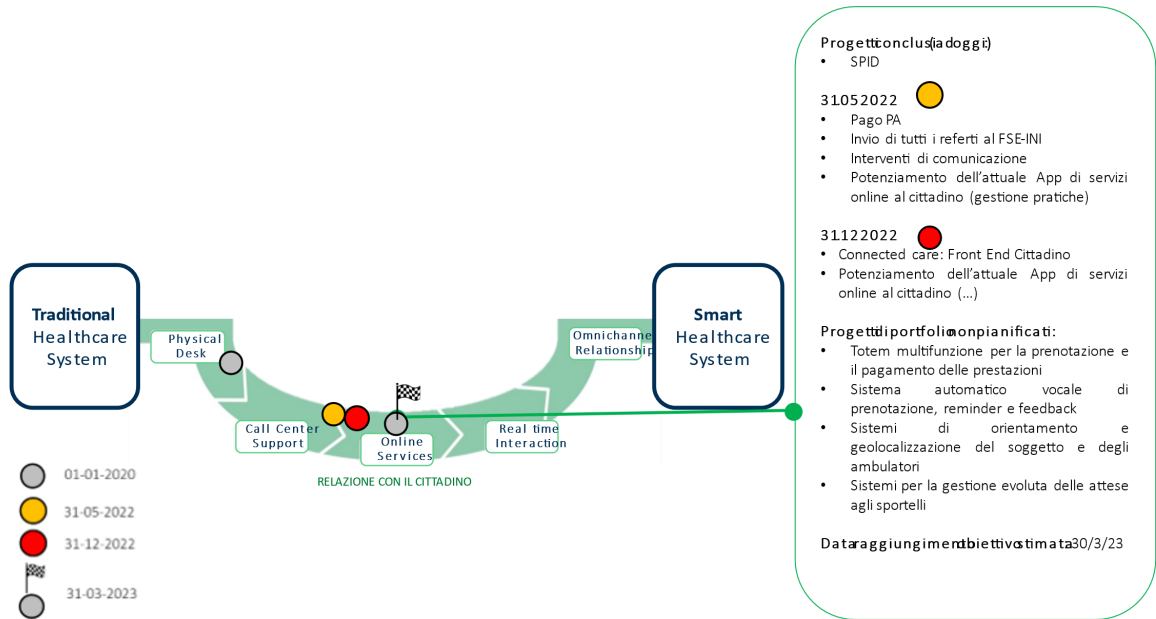 Traditional
Healthcare
System
Physical
Desk
Call Center
Support
Online
Services
Real time
Interaction
Omnichannel
Relationship
Smart
Healthcare
System
RELAZIONE CON IL CITTADINO
01-01-2020
31-05-2022
31-12-2022
31-03-2023
Progetti conclusi (ad oggi):
• SPID
31.05.2022
• Pago PA
• Invio di tutti i referti al FSE-INI
• Interventi di comunicazione
• Potenziamento dell’attuale App di servizi
online al cittadino (gestione pratiche)
31.12.2022
• Connected care: Front End Cittadino
• Potenziamento dell’attuale App di servizi
online al cittadino (...)
Progetti di portfolio non pianificati:
• Totem multifunzione per la prenotazione e
il pagamento delle prestazioni
• Sistema automatico vocale di
prenotazione, reminder e feedback
• Sistemi di orientamento e
geolocalizzazione del soggetto e degli
ambulatori
• Sistemi per la gestione evoluta delle attese
agli sportelli
Data raggiungimento obiettivo stimata: 30/3/23